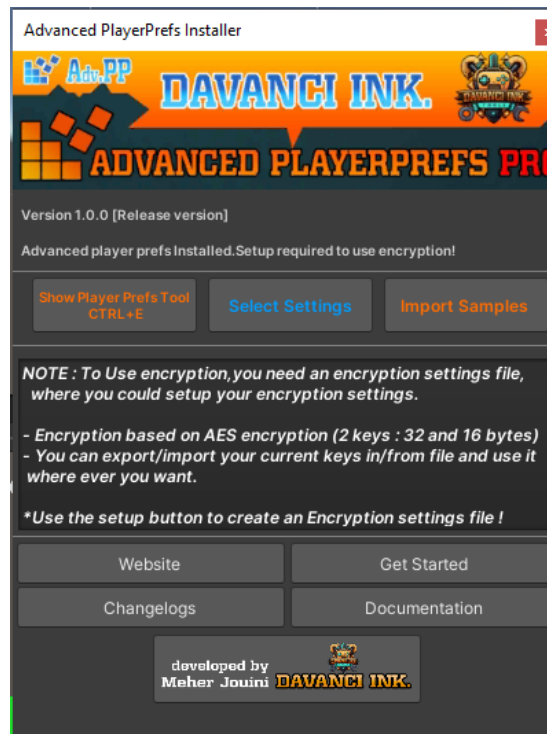 Advanced PlayerPrefs Installer
Adv.PP
DAVANCI INK.
DAVANCI INK
TOOLS
ADVANCED PLAYERPREFS PRO
Version 1.0.0 [Release version]
Advanced player prefs Installed.Setup required to use encryption!
Show Player Prefs Tool
CTRL+E
Select Settings
Import Samples
NOTE : To Use encryption,you need an encryption settings file,
where you could setup your encryption settings.
- Encryption based on AES encryption (2 keys : 32 and 16 bytes)
- You can export/import your current keys in/from file and use it
where ever you want.
*Use the setup button to create an Encryption settings file !
Website
Get Started
Changelogs
Documentation
developed by
Meher Jouini
DAVANCI INK.